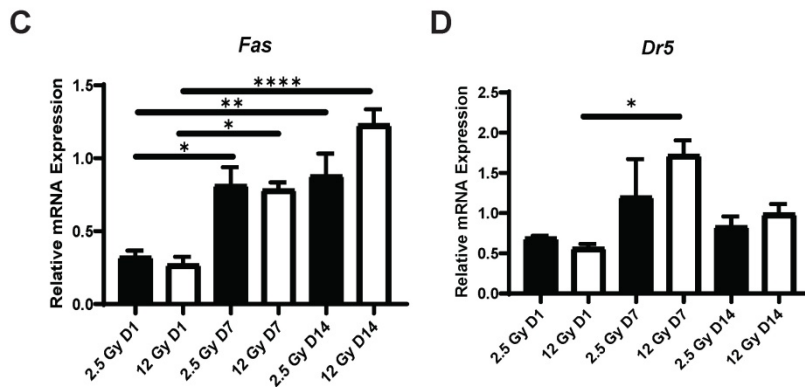 C
Fas
Relative mRNA Expression
1.5
1.0
0.5
0.0
****
**
*
*
2.5 Gy D1
12 Gy D1
2.5 Gy D7
12 Gy D7
2.5 Gy D14
12 Gy D14
D
Dr5
Relative mRNA Expression
2.5
2.0
1.5
1.0
0.5
0.0
*
2.5 Gy D1
12 Gy D1
2.5 Gy D7
12 Gy D7
2.5 Gy D14
12 Gy D14